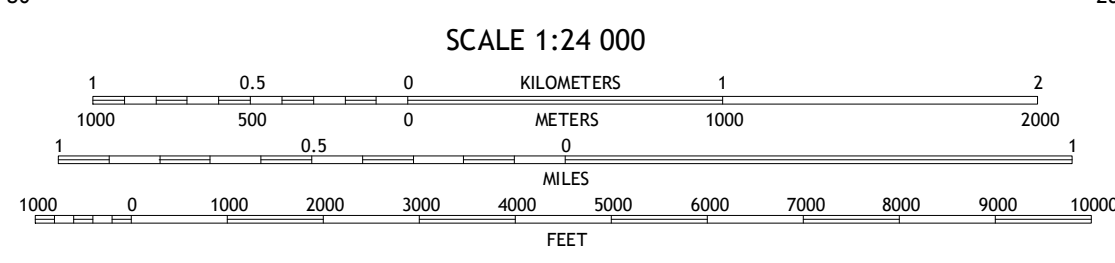 SCALE 1:24 000
1 0.5 0 KILOMETERS 1 2
1000 500 0 METERS 1000 2000
1 0.5 0 1
MILES
1000 0 1000 2000 3000 4000 5000 6000 7000 8000 9000 10000
FEET